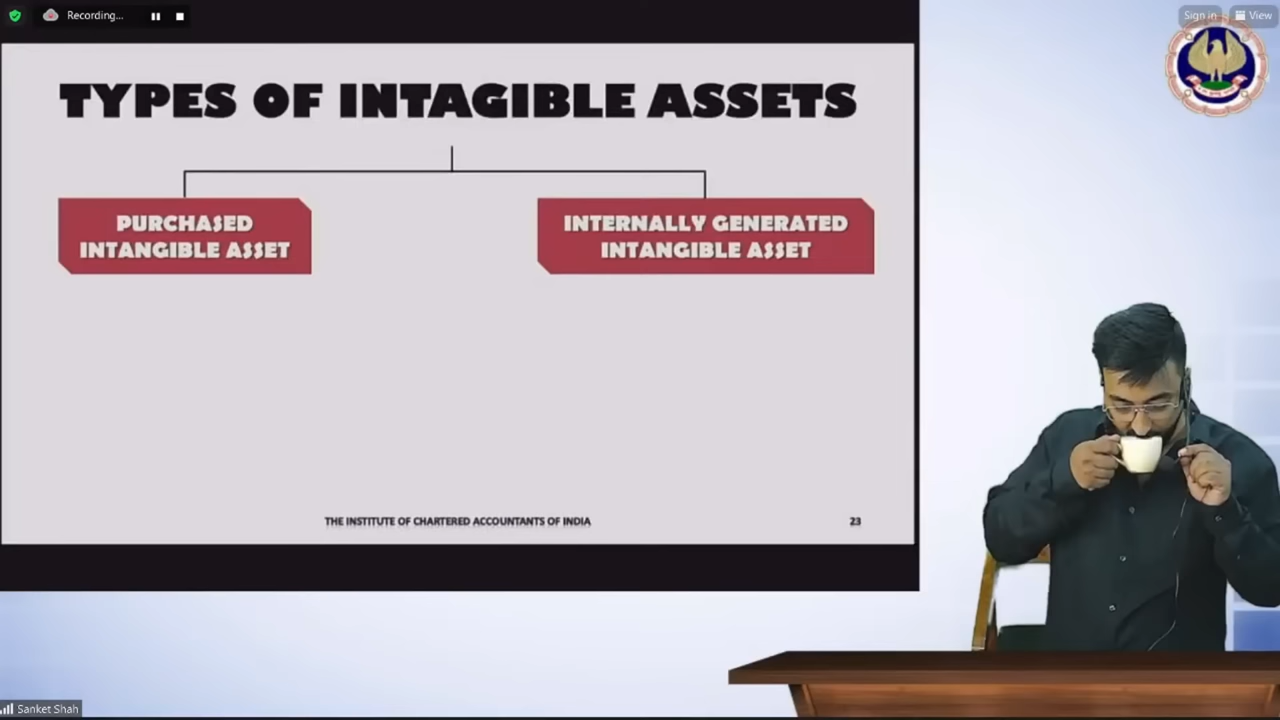 Recording...
Sign in
View
TYPES OF INTAGIBLE ASSETS
PURCHASED
INTANGIBLE ASSET
INTERNALLY GENERATED
INTANGIBLE ASSET
THE INSTITUTE OF CHARTERED ACCOUNTANTS OF INDIA
23
Sanket Shah